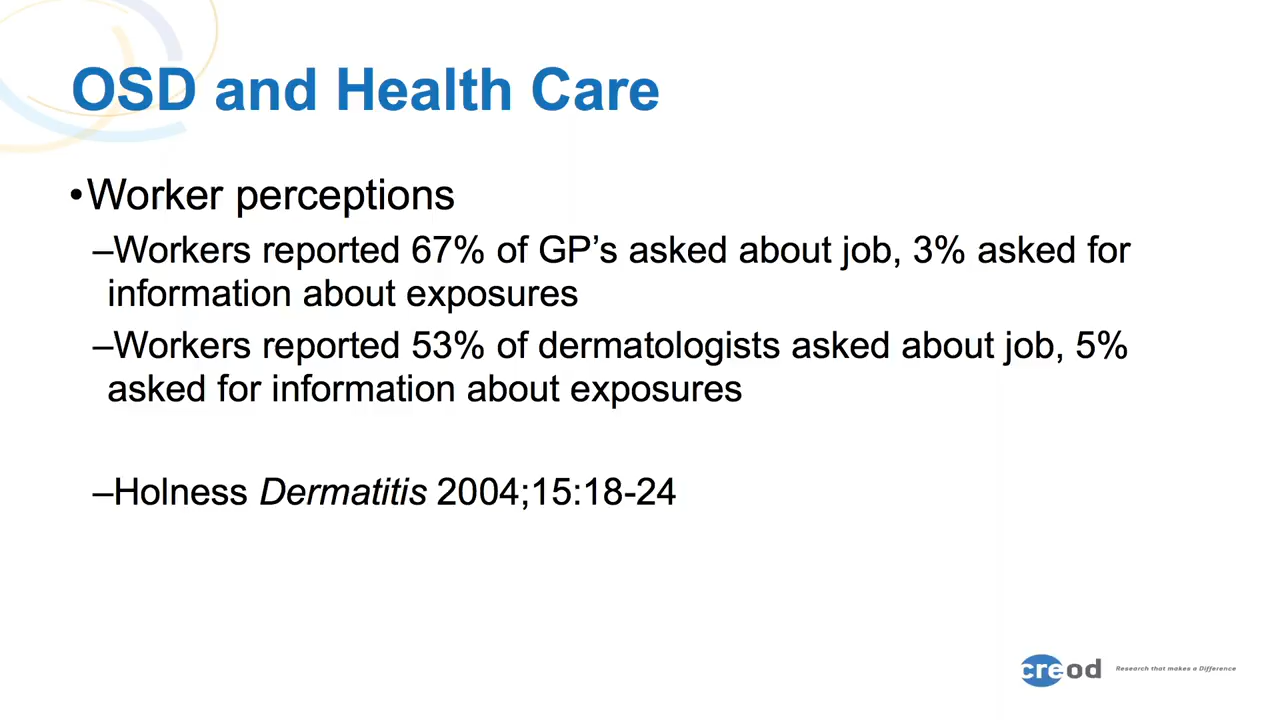 OSD and Health Care
•Worker perceptions
–Workers reported 67% of GP’s asked about job, 3% asked for
information about exposures
–Workers reported 53% of dermatologists asked about job, 5%
asked for information about exposures
–Holness Dermatitis 2004;15:18-24
creod
Research that makes a Difference